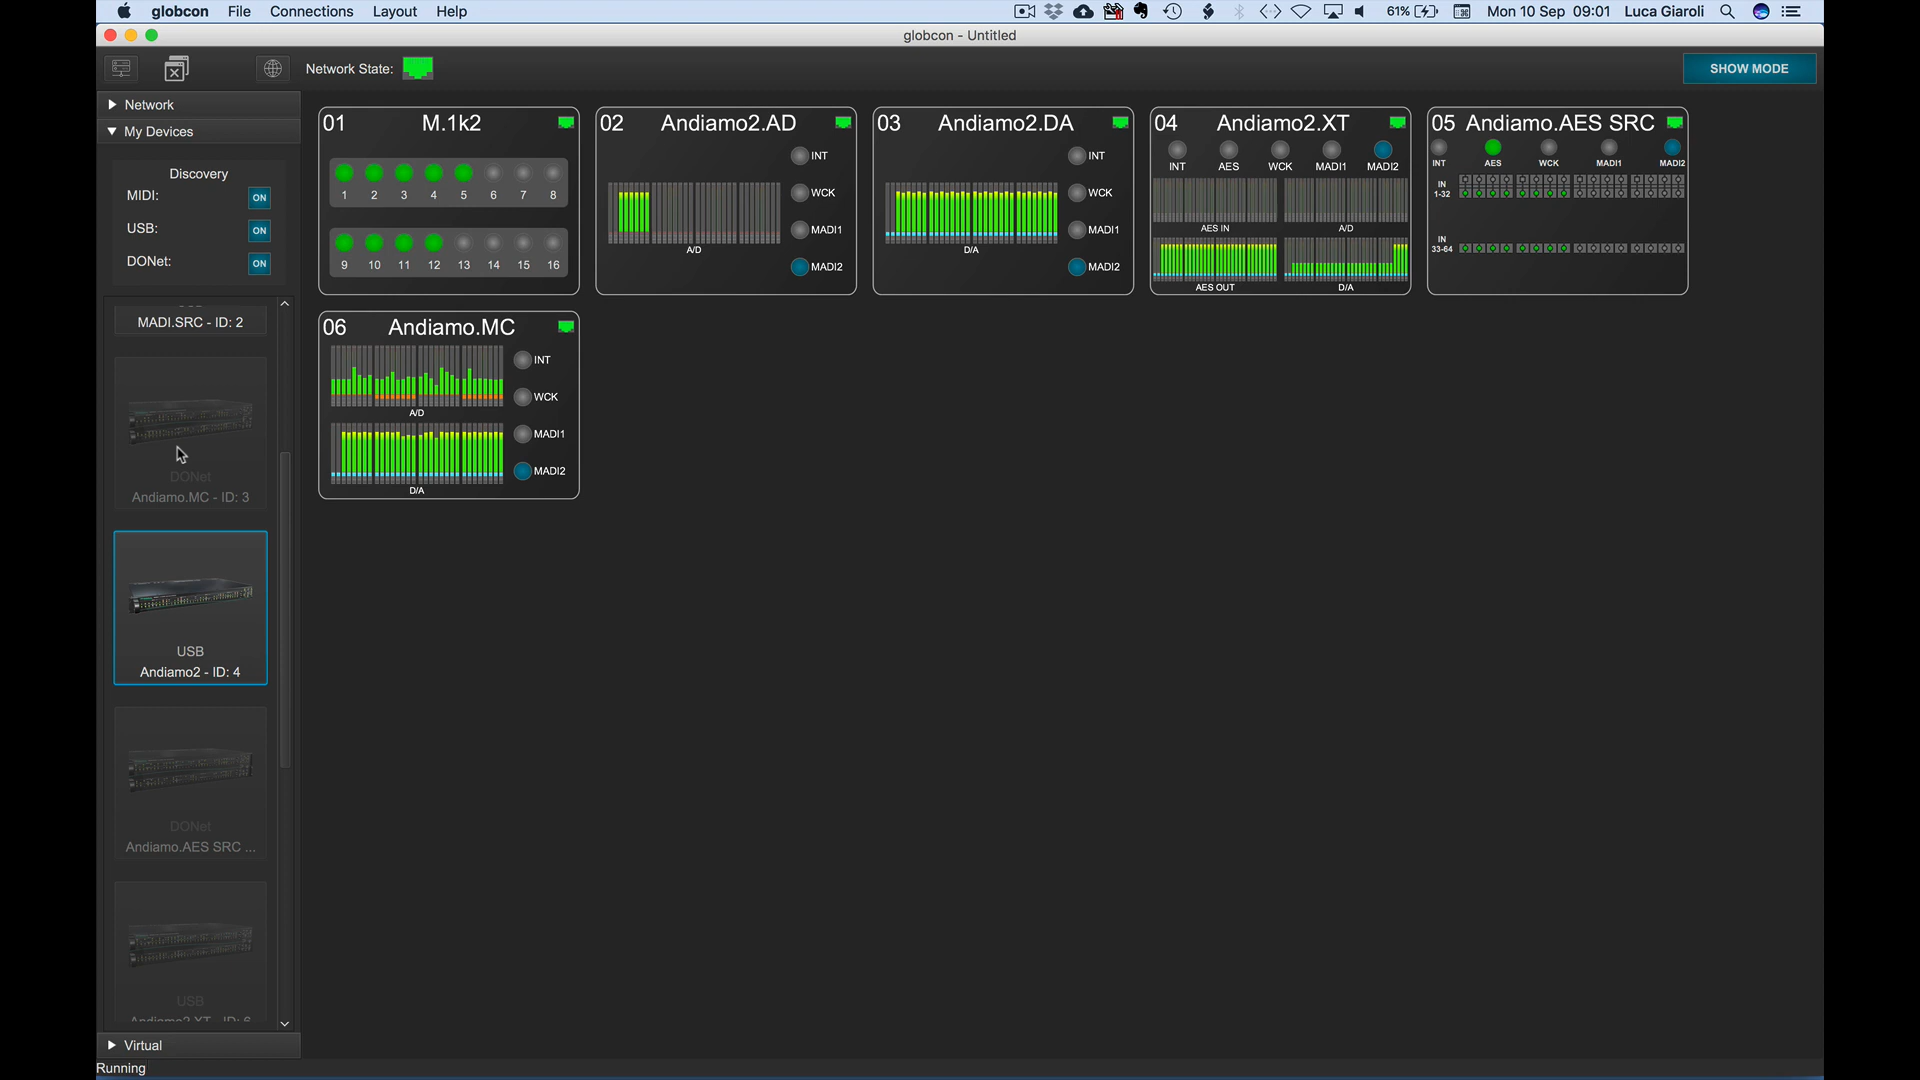 globcon File Connections Layout Help 61% Mon 10 Sep 09:01 Luca Giaroli
globcon - Untitled
Network State:
SHOW MODE
Network
My Devices
Discovery
MIDI: ON
USB: ON
DONet: ON
MADI.SRC - ID: 2
DONet
Andiamo.MC - ID: 3
USB
Andiamo2 - ID: 4
DONet
Andiamo.AES SRC ...
USB
Andiamo2.XT - ID: 6
Virtual
Running
01 M.1k2
1 2 3 4 5 6 7 8
9 10 11 12 13 14 15 16
02 Andiamo2.AD
INT
WCK
MADI1
A/D
MADI2
03 Andiamo2.DA
INT
WCK
MADI1
D/A
MADI2
04 Andiamo2.XT
INT AES WCK MADI1 MADI2
AES IN A/D
AES OUT D/A
05 Andiamo.AES SRC
INT AES WCK MADI1 MADI2
IN
1-32
IN
33-64
06 Andiamo.MC
INT
WCK
A/D
MADI1
MADI2
D/A